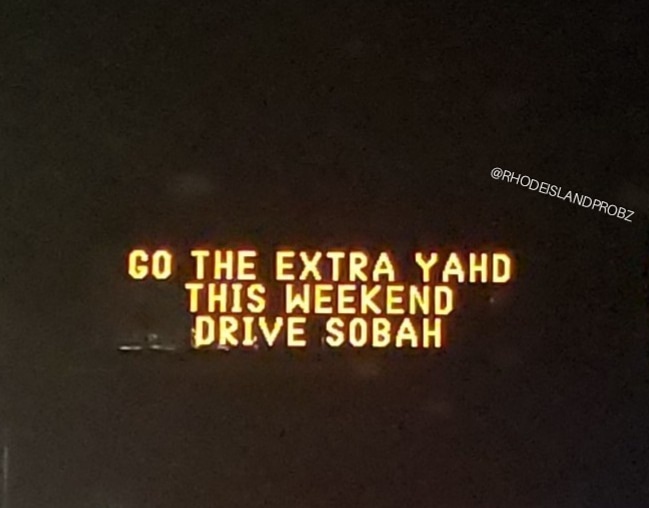 @RHODEISLANDPROBZ
GO THE EXTRA YAHD
THIS WEEKEND
DRIVE SOBAH